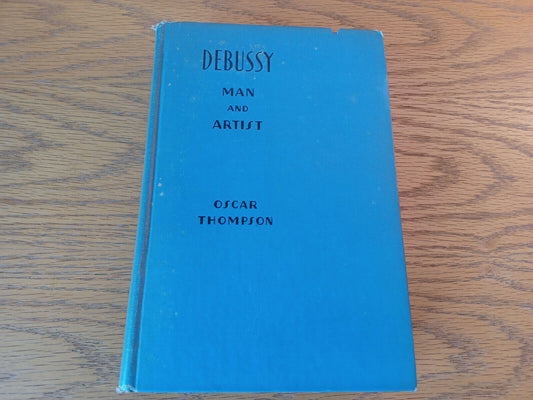 DEBUSSY
MAN
AND
ARTIST
OSCAR
THOMPSON